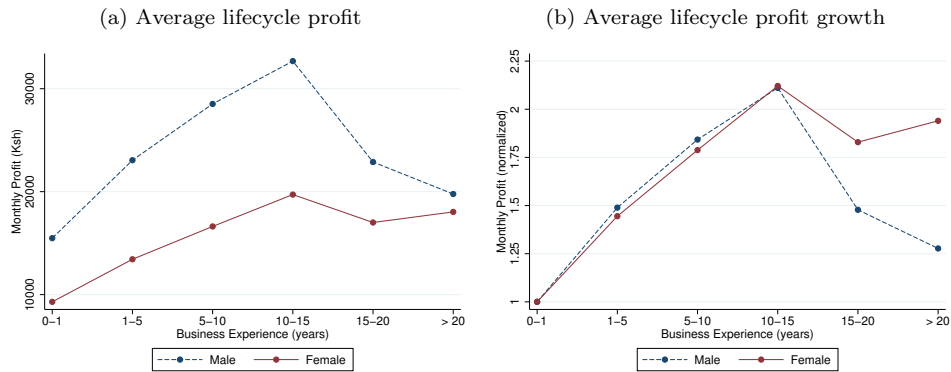 (a) Average lifecycle profit
Monthly Profit (Ksh)
30000
20000
10000
0–1 1–5 5–10 10–15 15–20 > 20
Business Experience (years)
Male Female
(b) Average lifecycle profit growth
Monthly Profit (normalized)
2.25
2
1.75
1.5
1.25
1
0–1 1–5 5–10 10–15 15–20 > 20
Business Experience (years)
Male Female